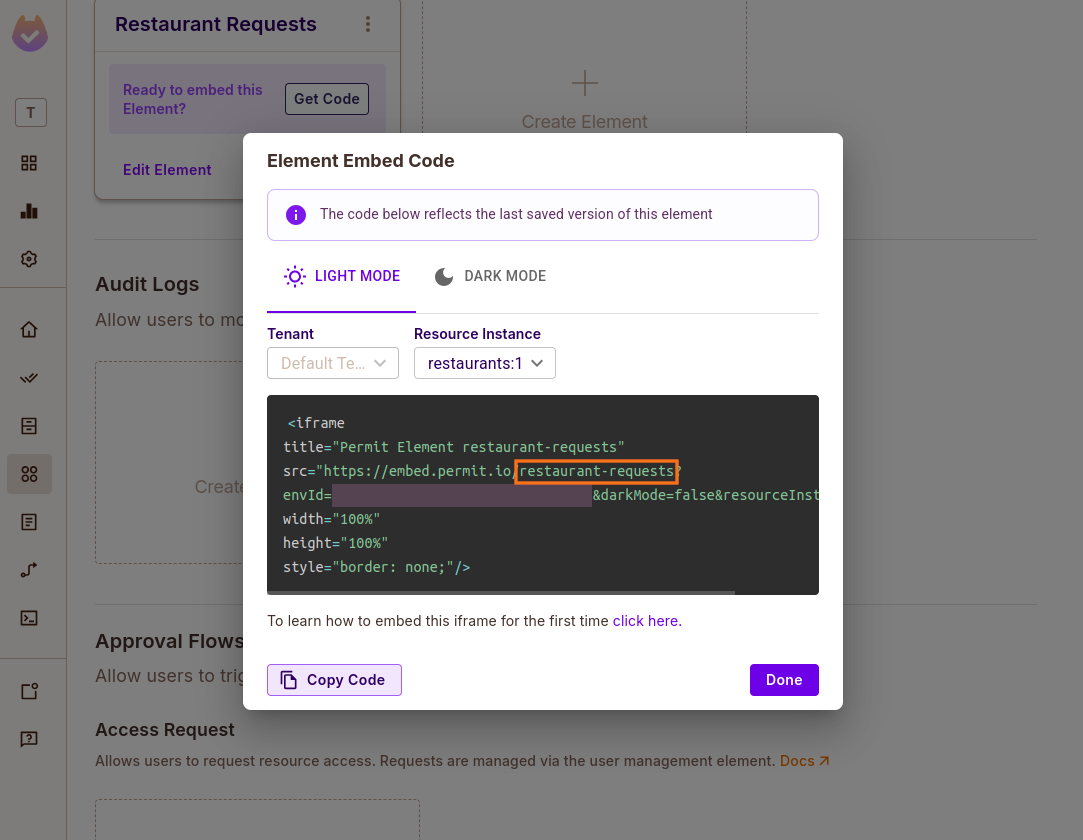 Restaurant Requests
T
Ready to embed this
Element?
Get Code
Create Element
Edit Element
Element Embed Code
The code below reflects the last saved version of this element
LIGHT MODE
DARK MODE
Audit Logs
Allow users to mo
Tenant
Resource Instance
Default Te...
restaurants:1
<iframe
title="Permit Element restaurant-requests"
src="https://embed.permit.io/restaurant-requests?
envId= &darkMode=false&resourceInst
width="100%"
height="100%"
style="border: none;"/>
Create
To learn how to embed this iframe for the first time click here.
Approval Flows
Allow users to trig
Copy Code
Done
Access Request
Allows users to request resource access. Requests are managed via the user management element. Docs